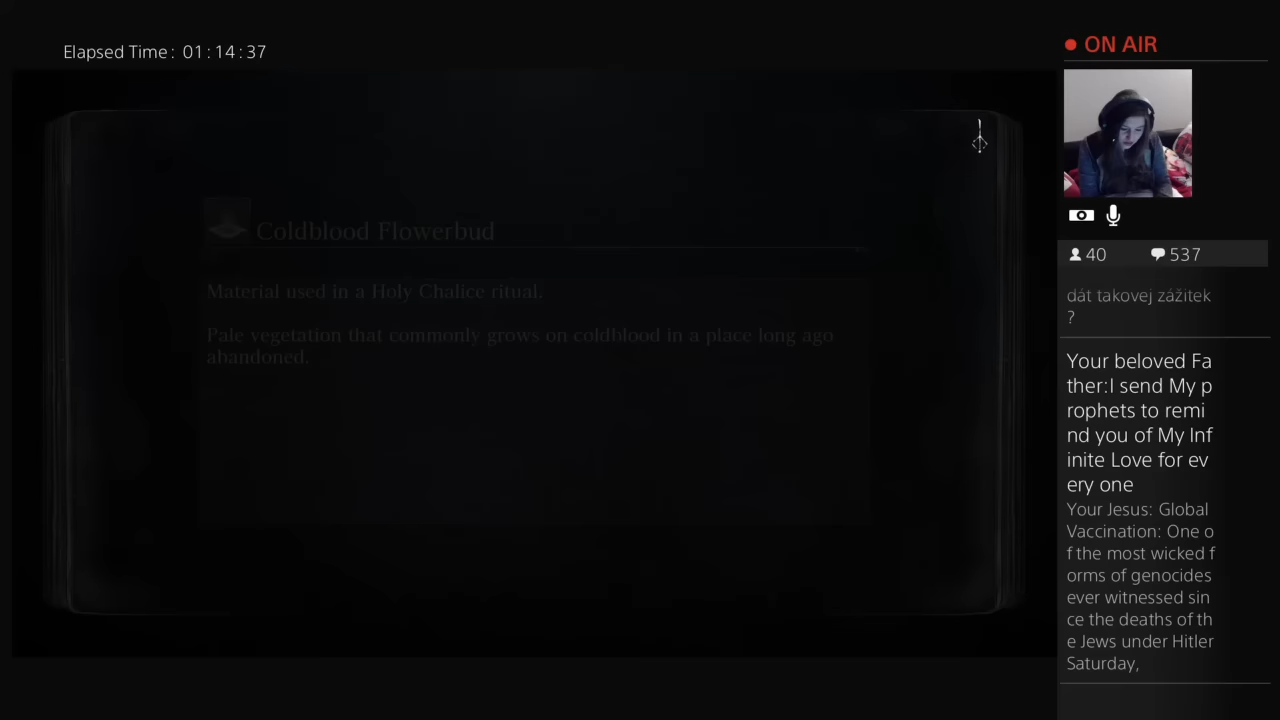 Elapsed Time: 01:14:37
ON AIR
40 537
dát takovej zážitek
?
Your beloved Fa
ther:I send My p
rophets to remi
nd you of My Inf
inite Love for ev
ery one
Your Jesus: Global
Vaccination: One o
f the most wicked f
orms of genocides
ever witnessed sin
ce the deaths of th
e Jews under Hitler
Saturday,
Coldblood Flowerbud
Material used in a Holy Chalice ritual.
Pale vegetation that commonly grows on coldblood in a place long ago
abandoned.